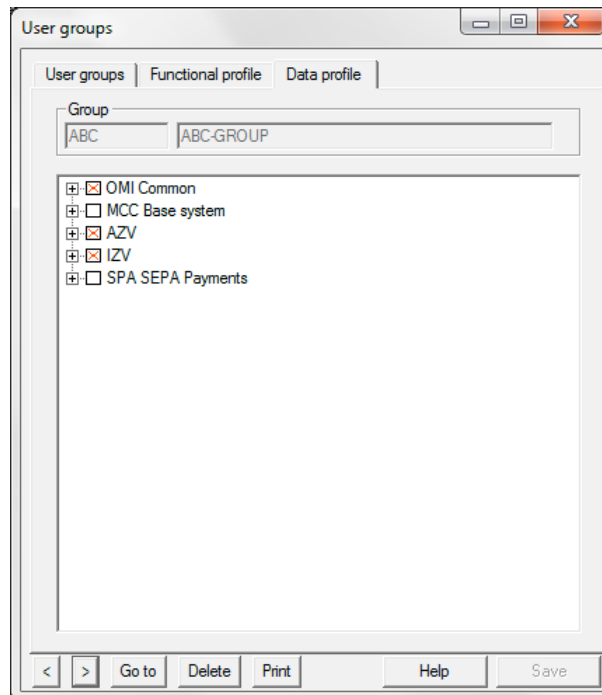 User groups
User groups Functional profile Data profile
Group
ABC ABC-GROUP
OMI Common
MCC Base system
AZV
IZV
SPA SEPA Payments
< > Go to Delete Print Help Save